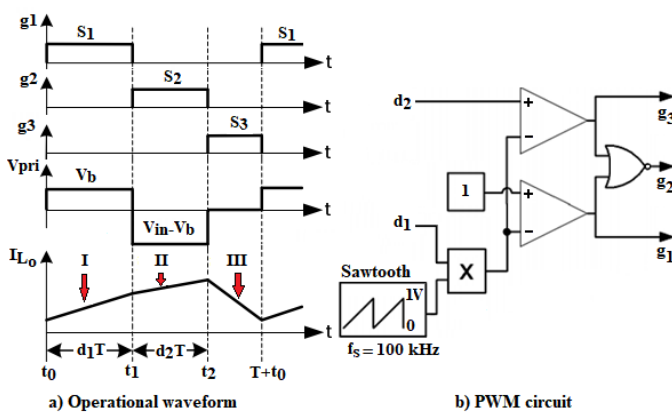 g1
S1
S1
t
g2
S2
t
g3
S3
t
Vpri
Vb
t
Vin-Vb
ILo
I
II
III
t
d1T
d2T
t0
t1
t2
T+t0
a) Operational waveform
d2
+
-
g3
g2
1
+
-
g1
d1
X
Sawtooth
1V
0
fs = 100 kHz
b) PWM circuit